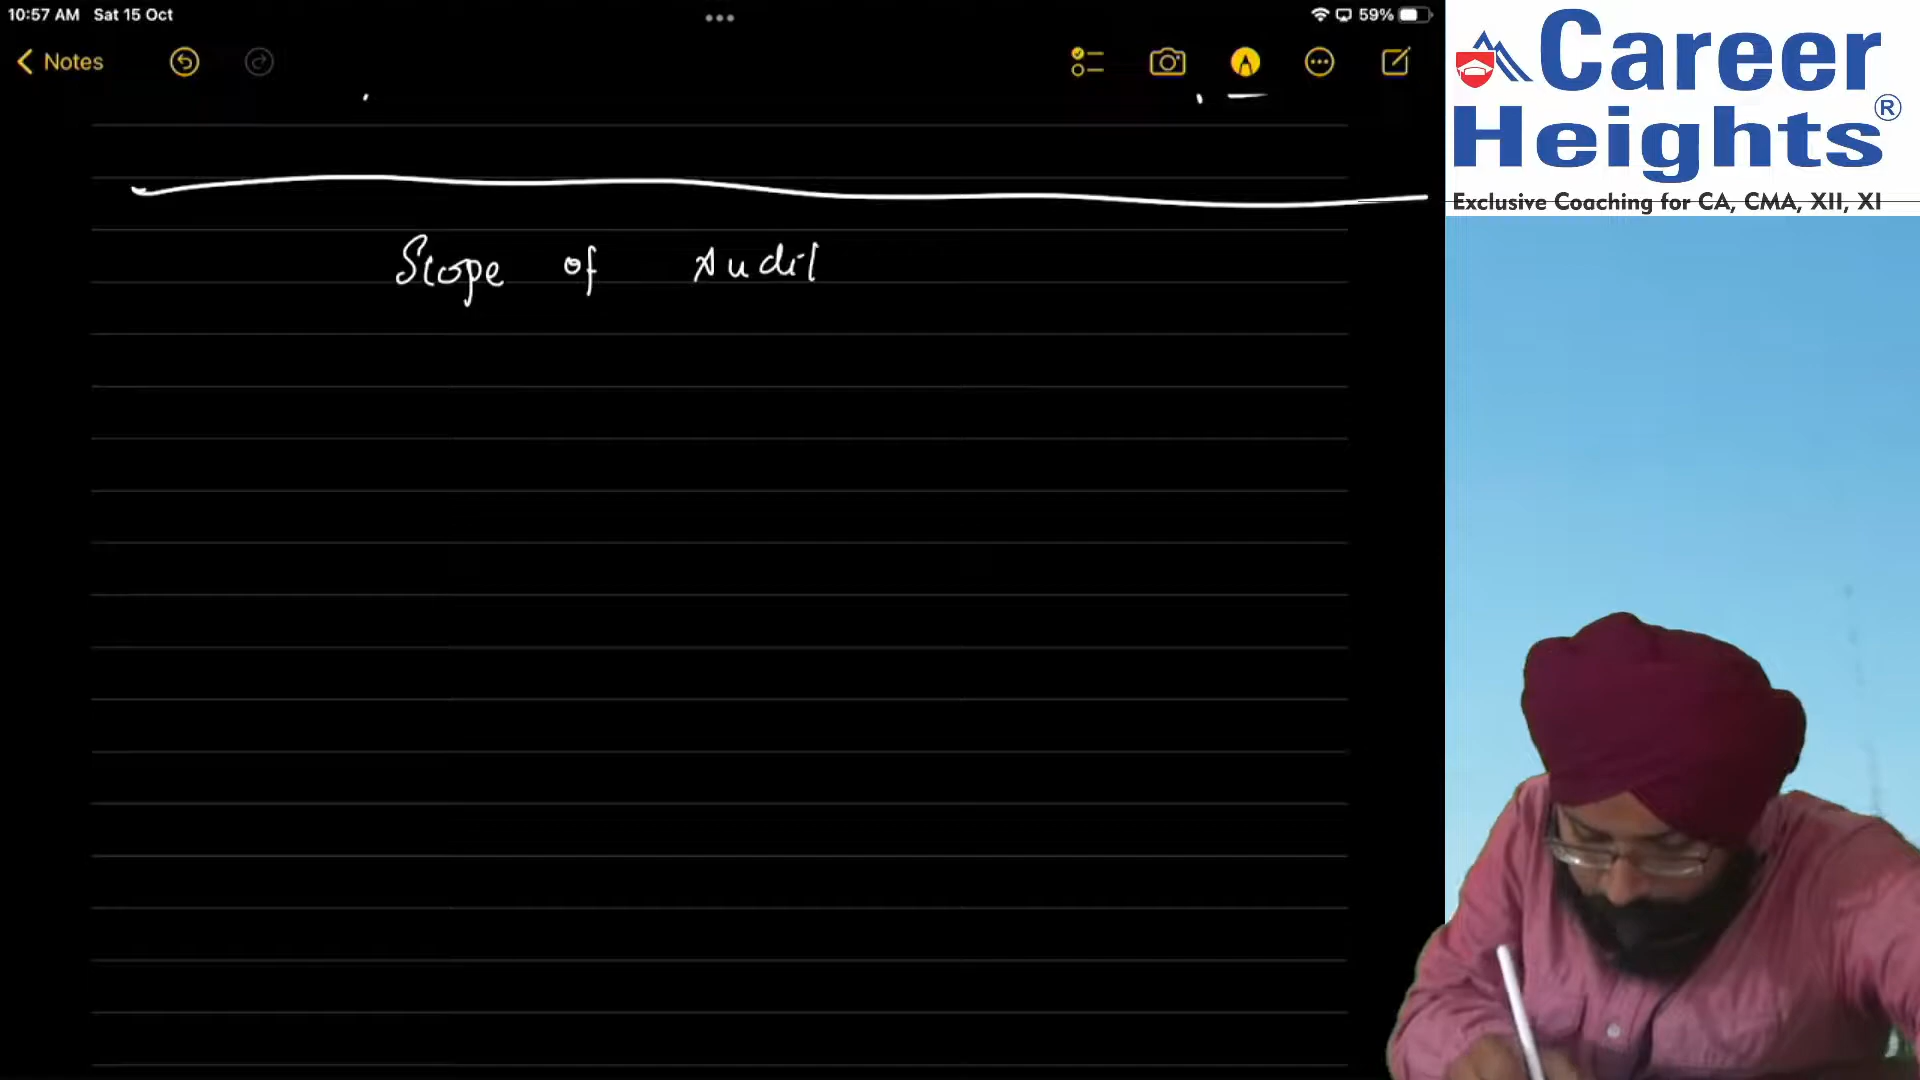 10:57 AM Sat 15 Oct
59%
Notes
Career
Heights®
Exclusive Coaching for CA, CMA, XII, XI
Scope of Audit